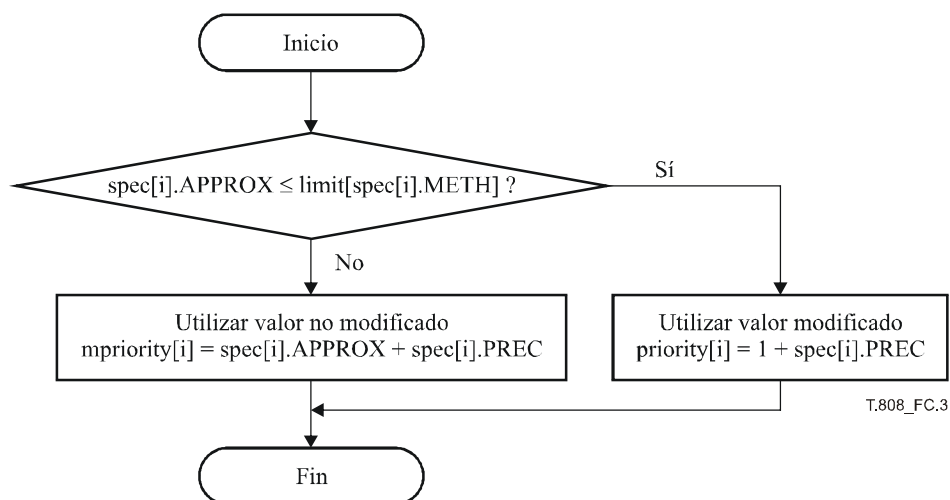 Inicio
spec[i].APPROX ≤ limit[spec[i].METH] ?
Sí
No
Utilizar valor no modificado
mpriority[i] = spec[i].APPROX + spec[i].PREC
Utilizar valor modificado
priority[i] = 1 + spec[i].PREC
T.808_FC.3
Fin